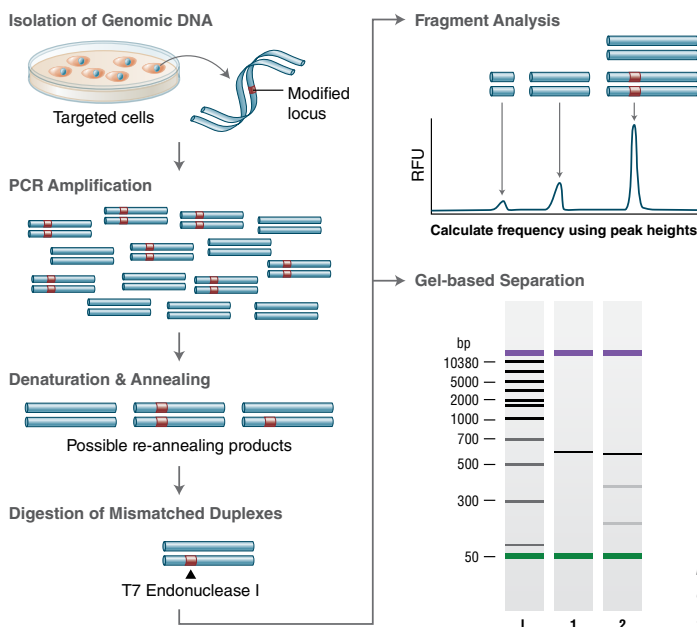 Isolation of Genomic DNA
Targeted cells
Modified
locus
PCR Amplification
Denaturation & Annealing
Possible re-annealing products
Digestion of Mismatched Duplexes
T7 Endonuclease I
Fragment Analysis
RFU
Calculate frequency using peak heights
Gel-based Separation
bp
10380
5000
2000
1000
700
500
300
50
L 1 2